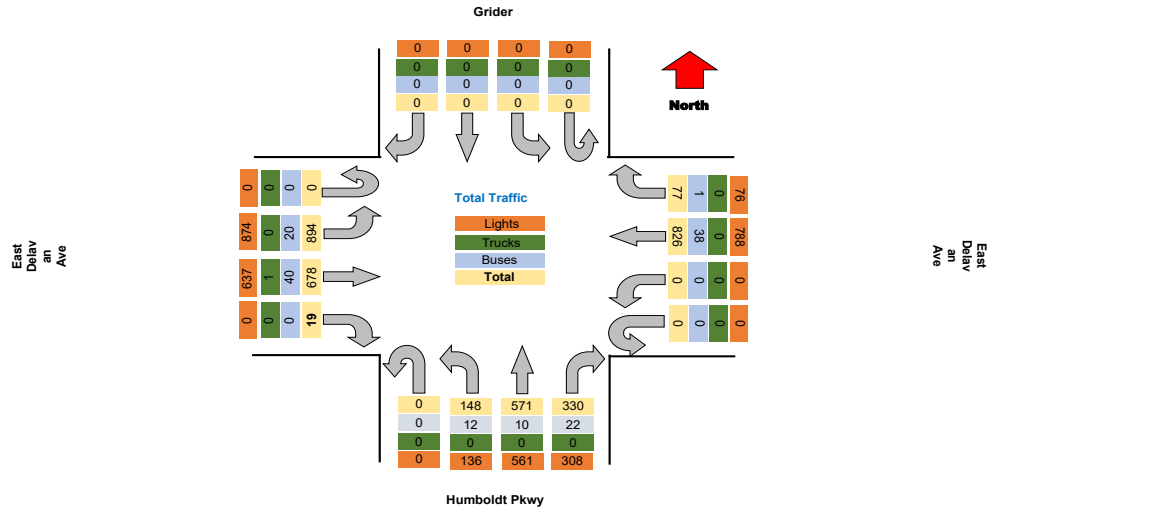 Grider
0 0 0 0
0 0 0 0
0 0 0 0
0 0 0 0
North
East
Delav
an
Ave
0 0 0 0
874 0 20 894
637 1 40 678
0 0 0 19
Total Traffic
Lights
Trucks
Buses
Total
77 1 0 76
826 38 0 788
0 0 0 0
0 0 0 0
East
Delav
an
Ave
0 148 571 330
0 12 10 22
0 0 0 0
0 136 561 308
Humboldt Pkwy